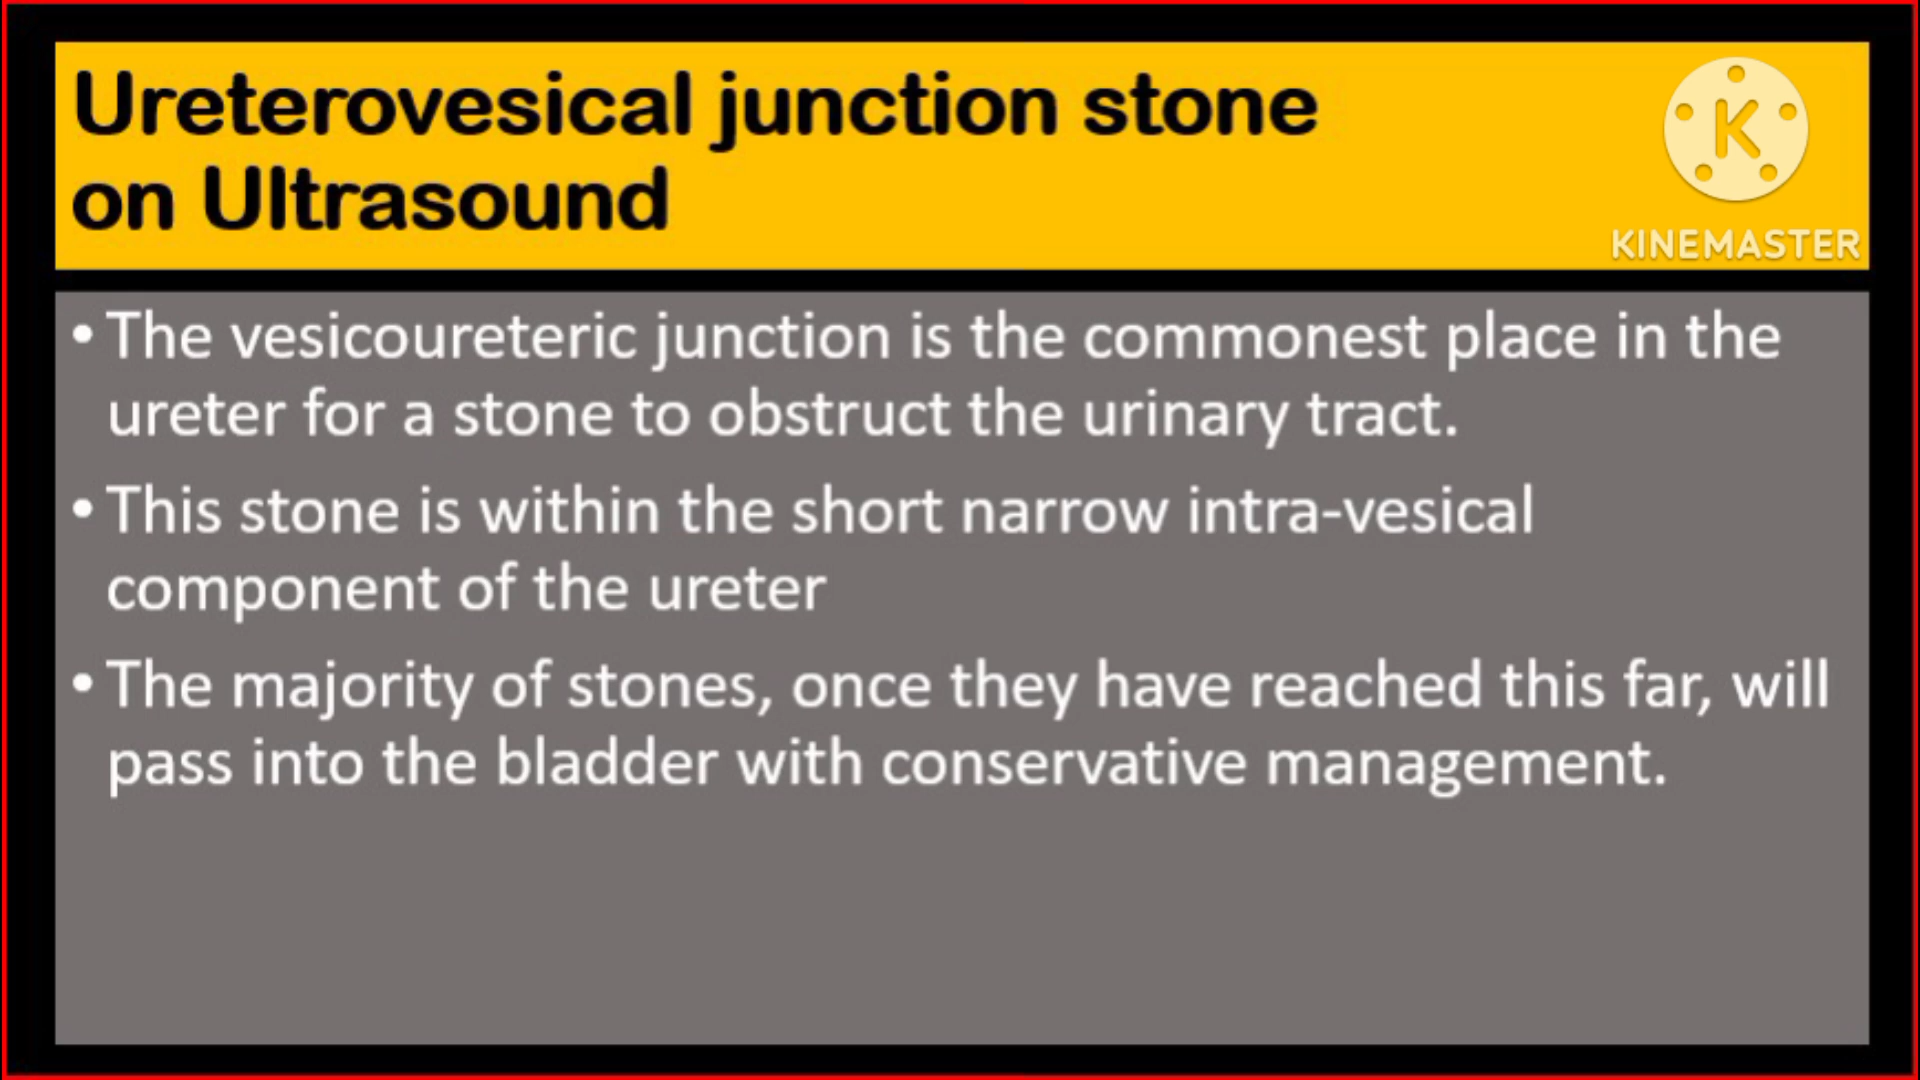 Ureterovesical junction stone
on Ultrasound
K
KINEMASTER
• The vesicoureteric junction is the commonest place in the
ureter for a stone to obstruct the urinary tract.
• This stone is within the short narrow intra-vesical
component of the ureter
• The majority of stones, once they have reached this far, will
pass into the bladder with conservative management.